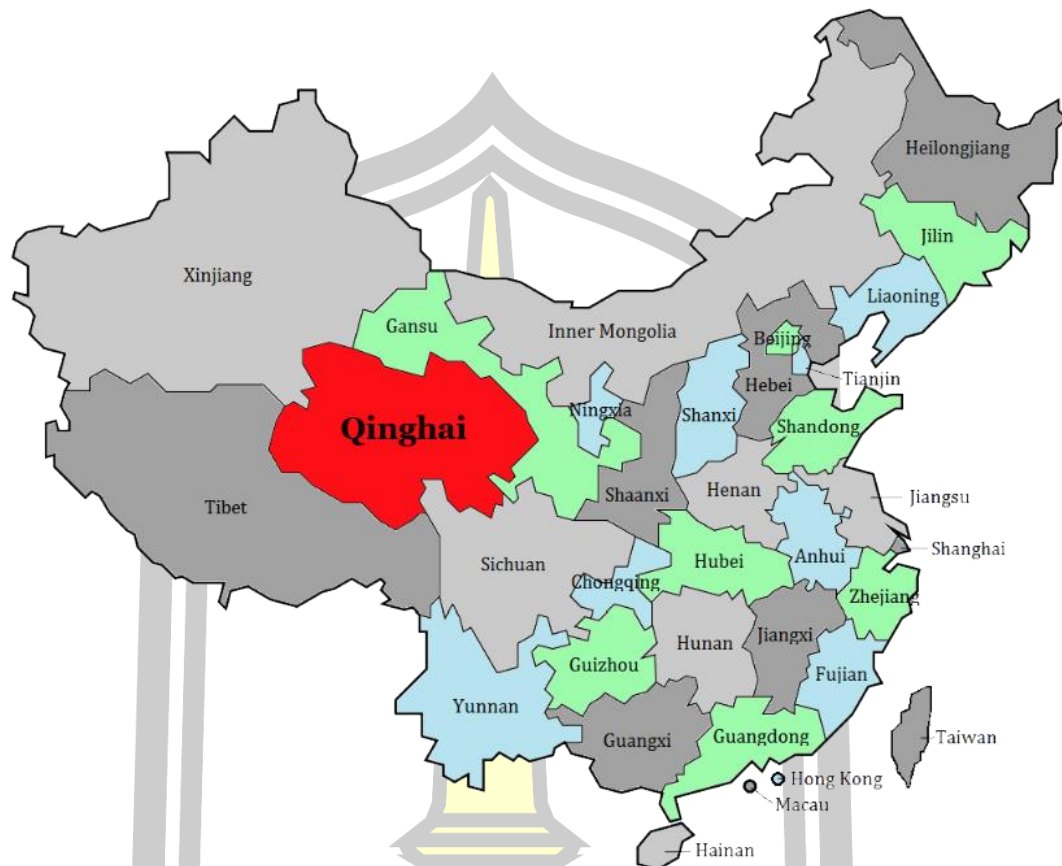 Heilongjiang
Jilin
Xinjiang
Liaoning
Gansu
Inner Mongolia
Beijing
Tianjin
Hebei
Ningxia
Shanxi
Qinghai
Shandong
Henan
Shaanxi
Jiangsu
Tibet
Shanghai
Anhui
Hubei
Sichuan
Chongqing
Zhejiang
Jiangxi
Hunan
Guizhou
Fujian
Yunnan
Guangxi
Guangdong
Taiwan
Hong Kong
Macau
Hainan